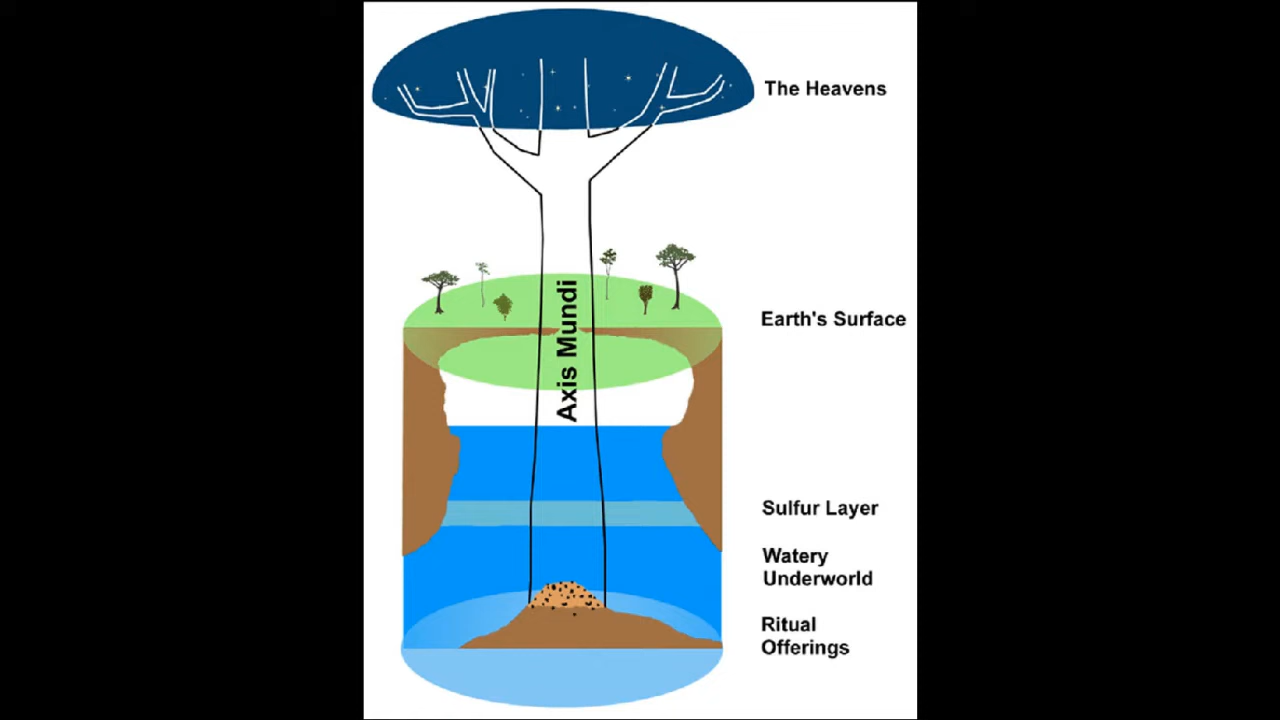 The Heavens
Axis Mundi
Earth's Surface
Sulfur Layer
Watery
Underworld
Ritual
Offerings